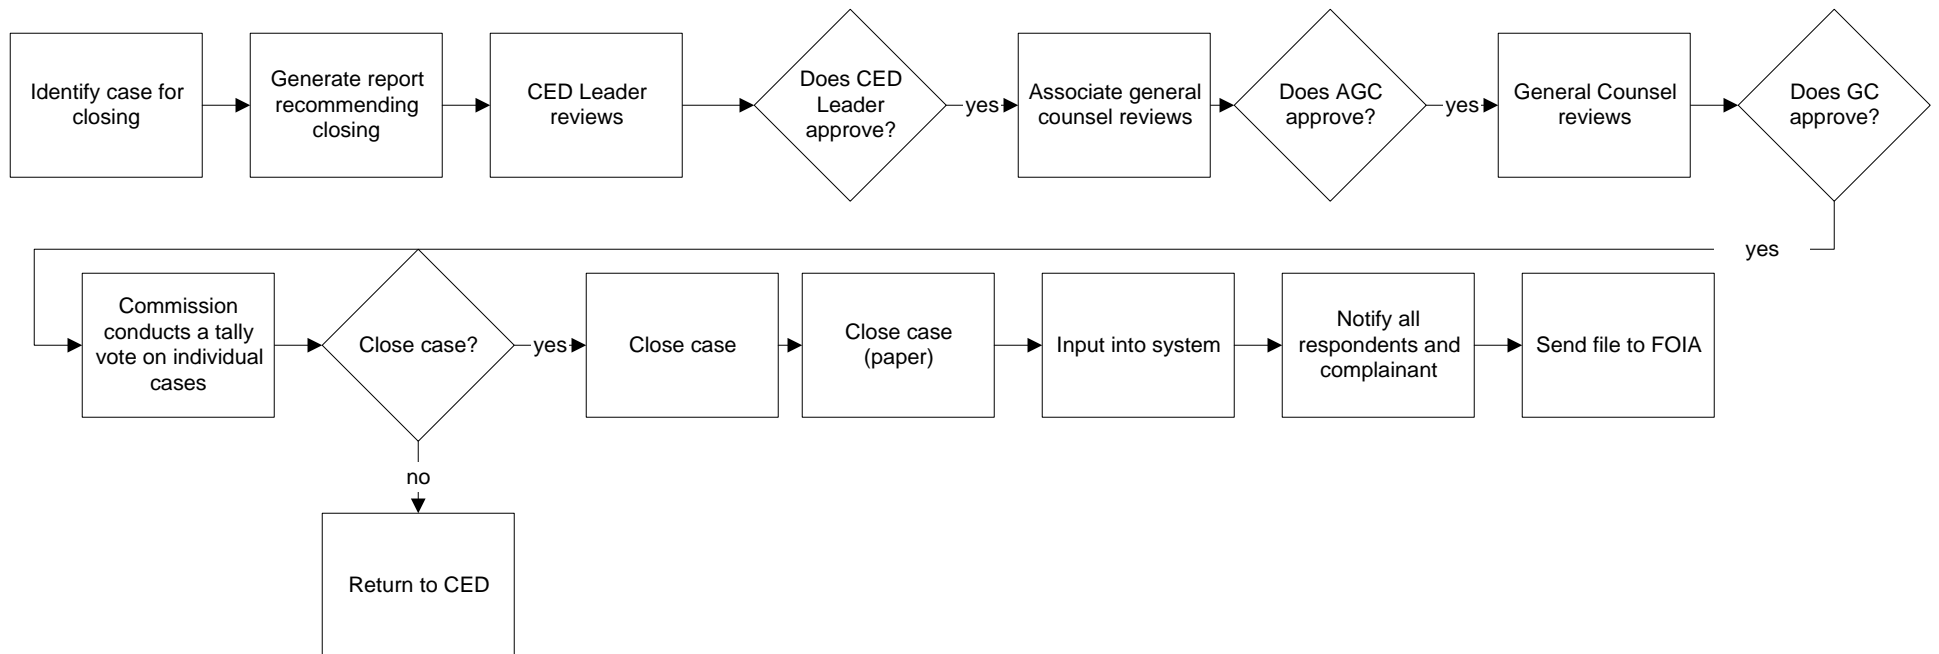 Identify case for
closing
Generate report
recommending
closing
CED Leader
reviews
Does CED
Leader
approve?
yes
Associate general
counsel reviews
Does AGC
approve?
yes
General Counsel
reviews
Does GC
approve?
yes
Commission
conducts a tally
vote on individual
cases
Close case?
yes
Close case
Close case
(paper)
Input into system
Notify all
respondents and
complainant
Send file to FOIA
no
Return to CED